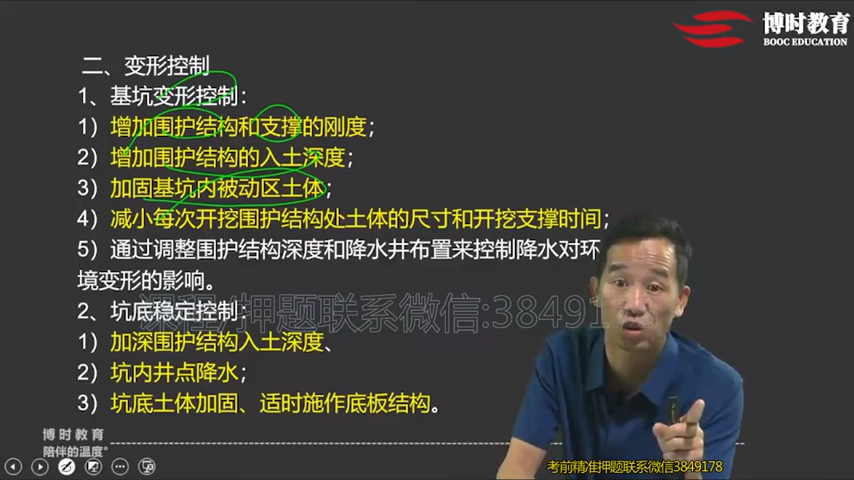 博时教育
BOOC EDUCATION
二、变形控制
1、基坑变形控制：
1）增加围护结构和支撑的刚度；
2）增加围护结构的入土深度；
3）加固基坑内被动区土体；
4）减小每次开挖围护结构处土体的尺寸和开挖支撑时间；
5）通过调整围护结构深度和降水井布置来控制降水对环
境变形的影响。
2、坑底稳定控制：
课程/押题联系微信:38491
1）加深围护结构入土深度、
2）坑内井点降水；
3）坑底土体加固、适时施作底板结构。
博时教育
陪伴的温度°
考前精准押题联系微信3849178